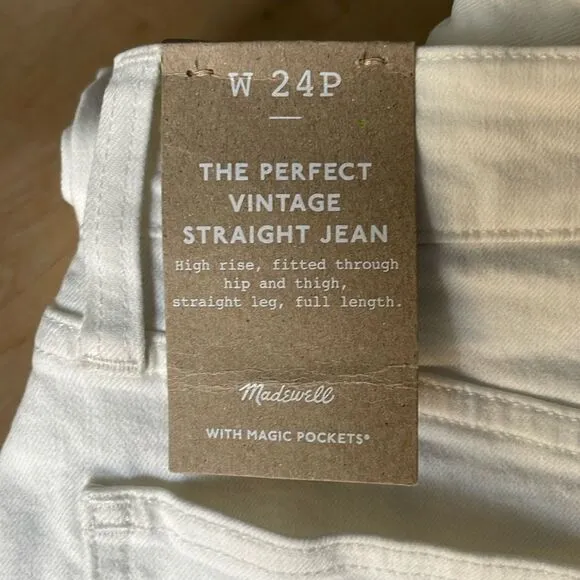 W 24P
THE PERFECT
VINTAGE
STRAIGHT JEAN
High rise, fitted through
hip and thigh,
straight leg, full length.
Madewell
WITH MAGIC POCKETS®